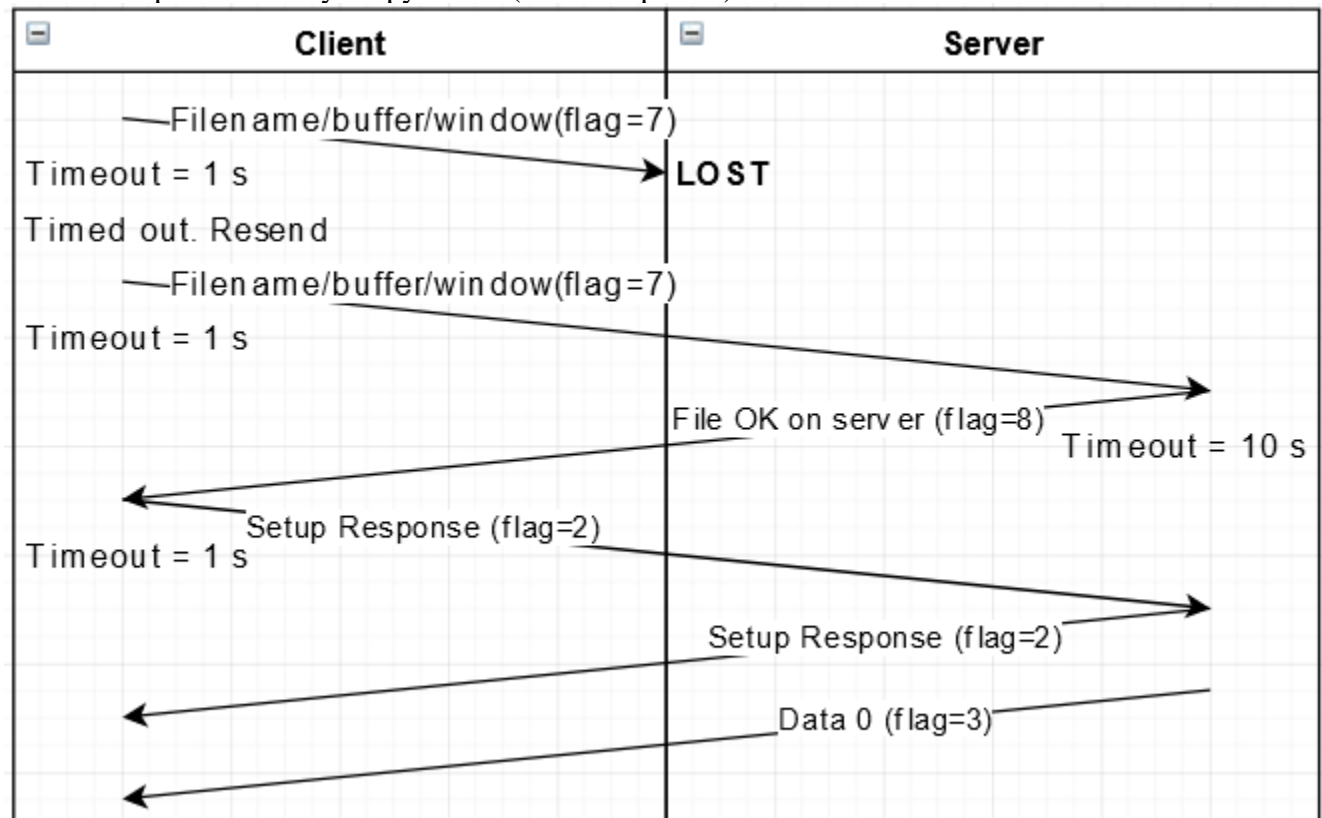 Client Server
Filename/buffer/window(flag=7)
Timeout = 1 s LOST
Timed out. Resend
Filename/buffer/window(flag=7)
Timeout = 1 s
File OK on server (flag=8)
Timeout = 10 s
Setup Response (flag=2)
Timeout = 1 s
Setup Response (flag=2)
Data 0 (flag=3)